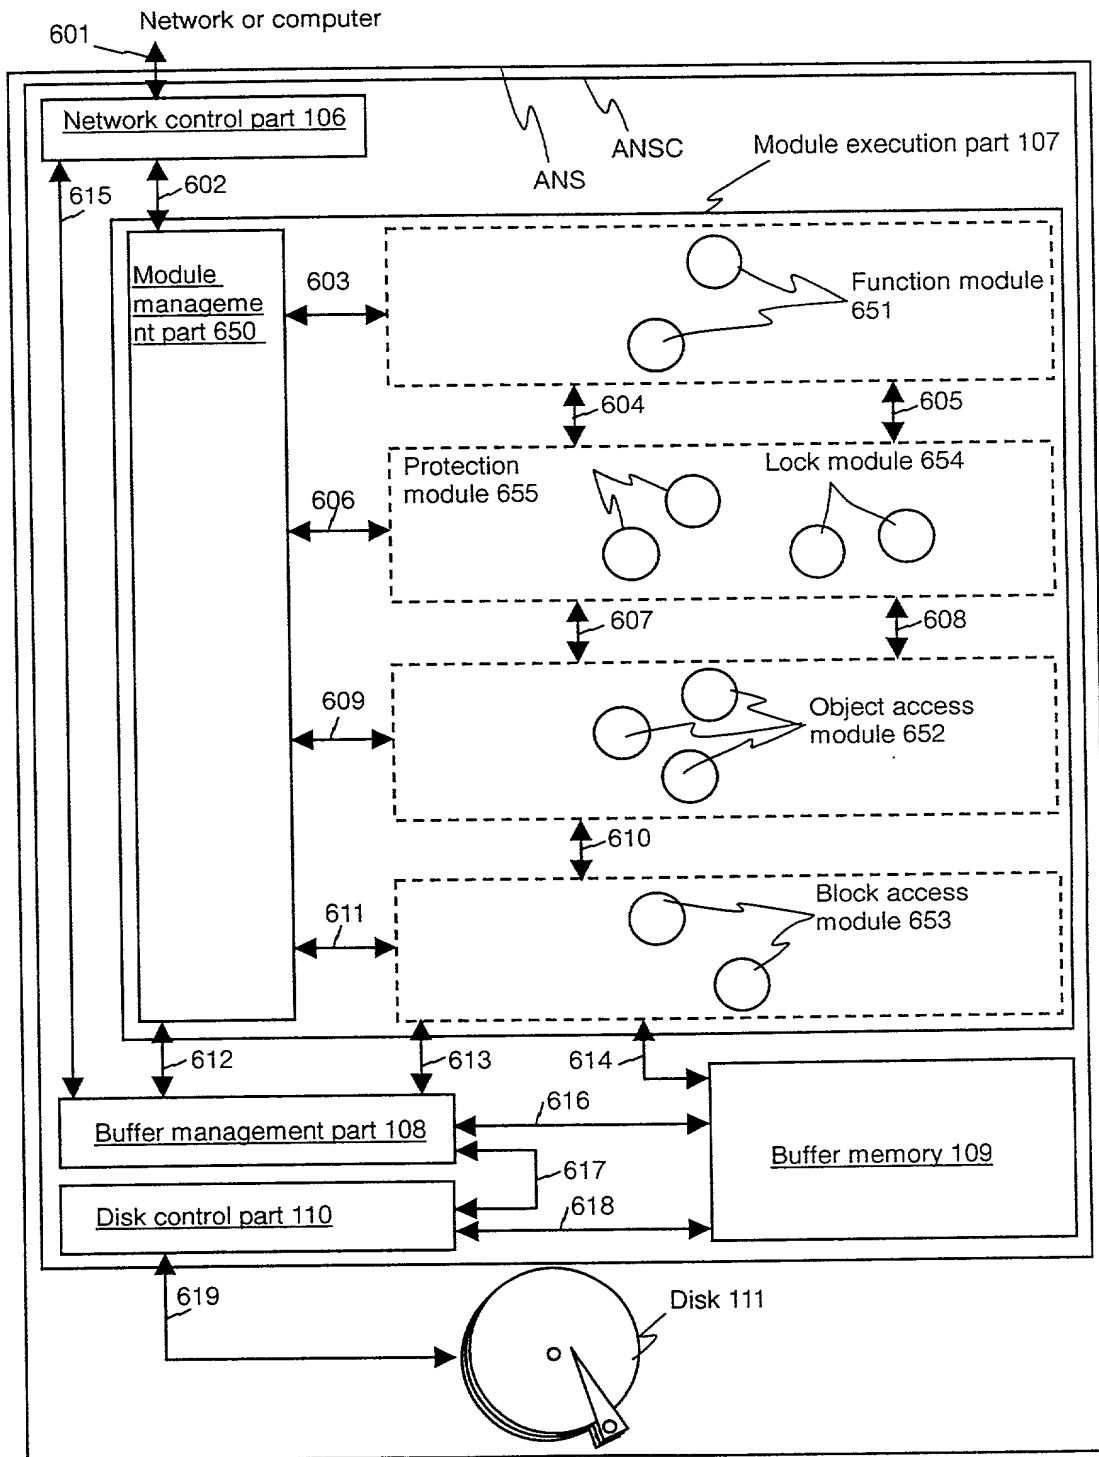 Network or computer
601
Network control part 106
ANSC
ANS
Module execution part 107
615
602
Module
manageme
nt part 650
603
Function module
651
604
605
Protection
module 655
Lock module 654
606
607
608
609
Object access
module 652
610
Block access
module 653
611
612
613
614
616
Buffer management part 108
617
Buffer memory 109
Disk control part 110
618
619
Disk 111